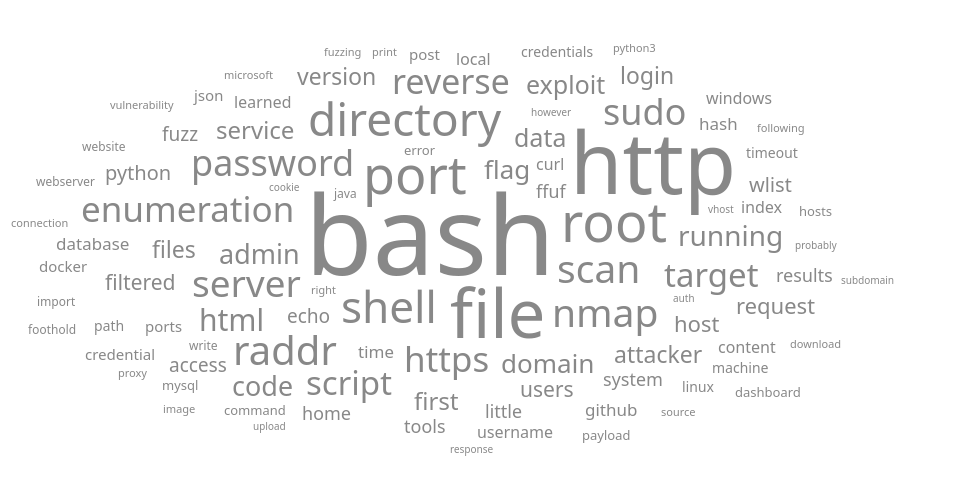 fuzzing print post local credentials python3
microsoft version reverse exploit login
vulnerability json learned directory however sudo windows
website fuzz service error data hash following
webserver python password port flag curl http timeout
cookie java ffuf wlist
connection enumeration bash root vhost index hosts
database files admin running probably
docker filtered server right scan target results subdomain
import html echo shell file nmap auth request
foothold path ports host
credential write raddr time https domain attacker content download
proxy mysql access code script users system linux machine dashboard
image command home first little github source
upload tools username payload
response